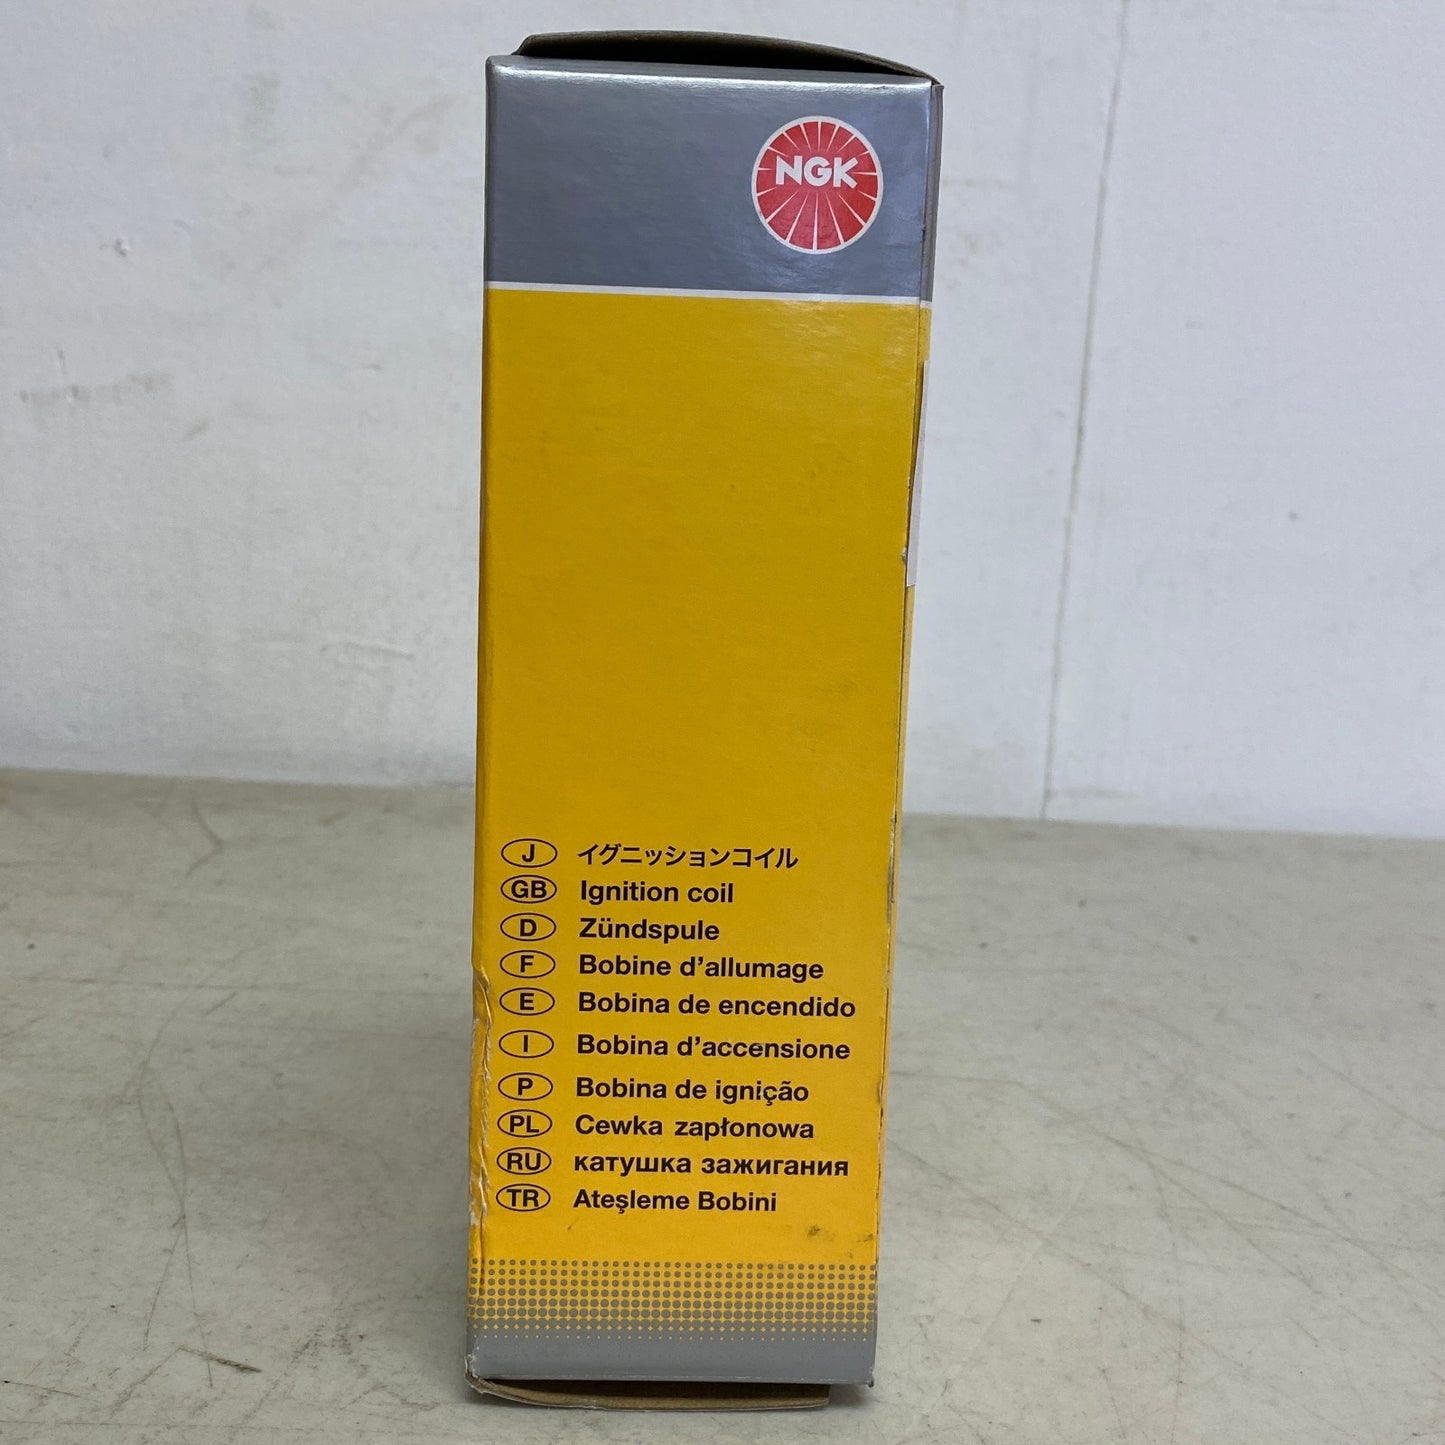 NGK
J イグニッションコイル
GB Ignition coil
D Zündspule
F Bobine d’allumage
E Bobina de encendido
I Bobina d’accensione
P Bobina de ignição
PL Cewka zapłonowa
RU катушка зажигания
TR Ateşleme Bobini